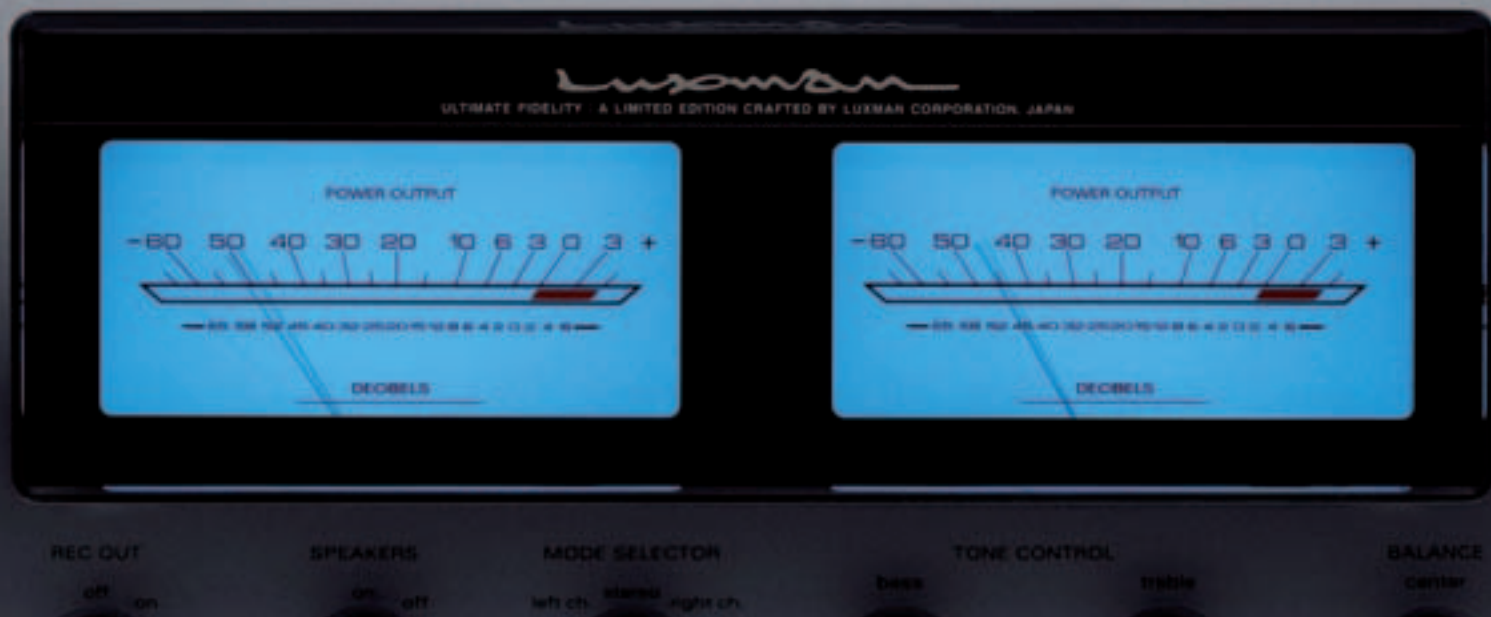 LUXMAN
ULTIMATE FIDELITY : A LIMITED EDITION CRAFTED BY LUXMAN CORPORATION. JAPAN
POWER OUTPUT
-60 50 40 30 20 10 6 3 0 3 +
DECIBELS
POWER OUTPUT
-60 50 40 30 20 10 6 3 0 3 +
DECIBELS
REC OUT
off on
SPEAKERS
on off
MODE SELECTOR
left ch. stereo right ch.
TONE CONTROL
bass treble
BALANCE
center